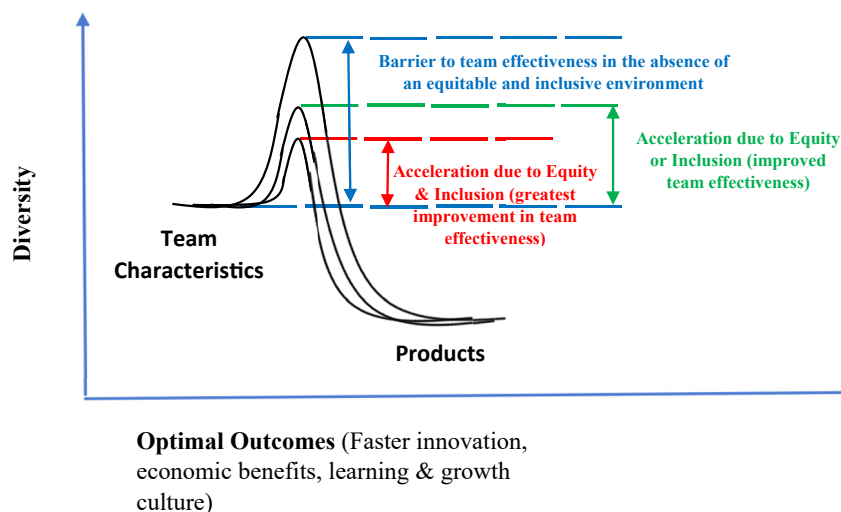 Barrier to team effectiveness in the absence of
an equitable and inclusive environment
Acceleration due to Equity
or Inclusion (improved
team effectiveness)
Acceleration due to Equity
& Inclusion (greatest
improvement in team
effectiveness)
Diversity
Team
Characteristics
Products
Optimal Outcomes (Faster innovation,
economic benefits, learning & growth
culture)